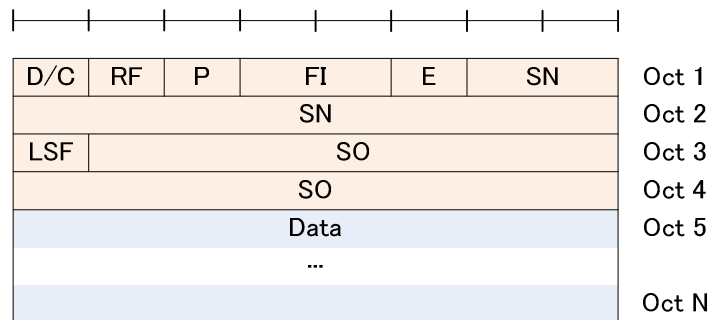 D/C RF P FI E SN Oct 1
SN Oct 2
LSF SO Oct 3
SO Oct 4
Data Oct 5
...
Oct N